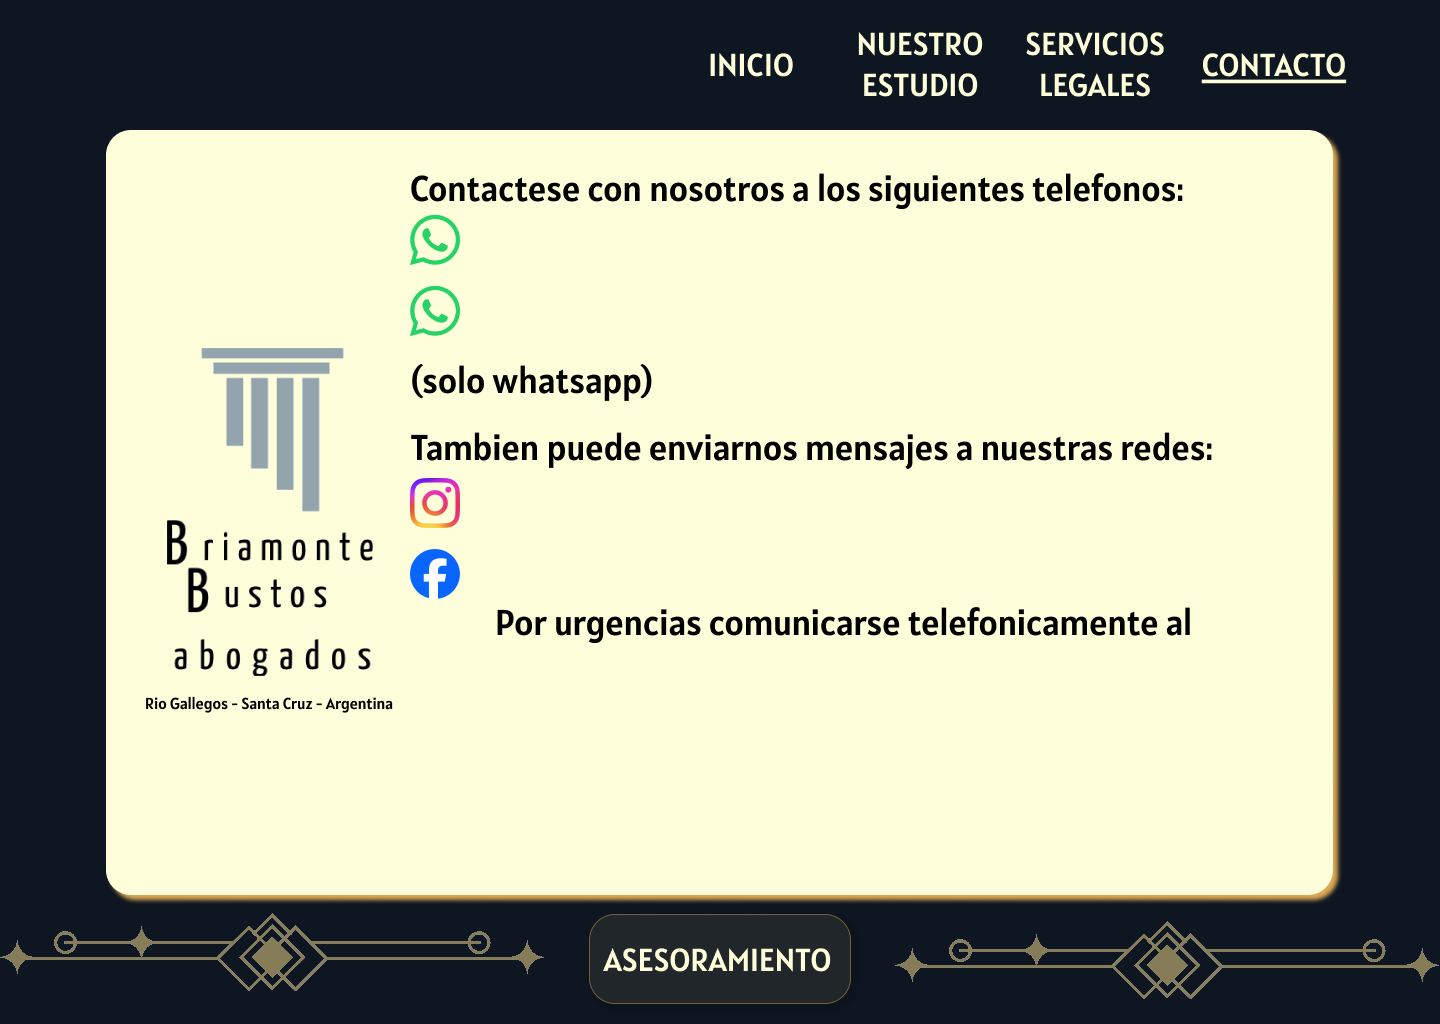 INICIO
NUESTRO
ESTUDIO
SERVICIOS
LEGALES
CONTACTO
Contactese con nosotros a los siguientes telefonos:
(solo whatsapp)
Tambien puede enviarnos mensajes a nuestras redes:
Por urgencias comunicarse telefonicamente al
Briamonte
Bustos
abogados
Rio Gallegos - Santa Cruz - Argentina
ASESORAMIENTO